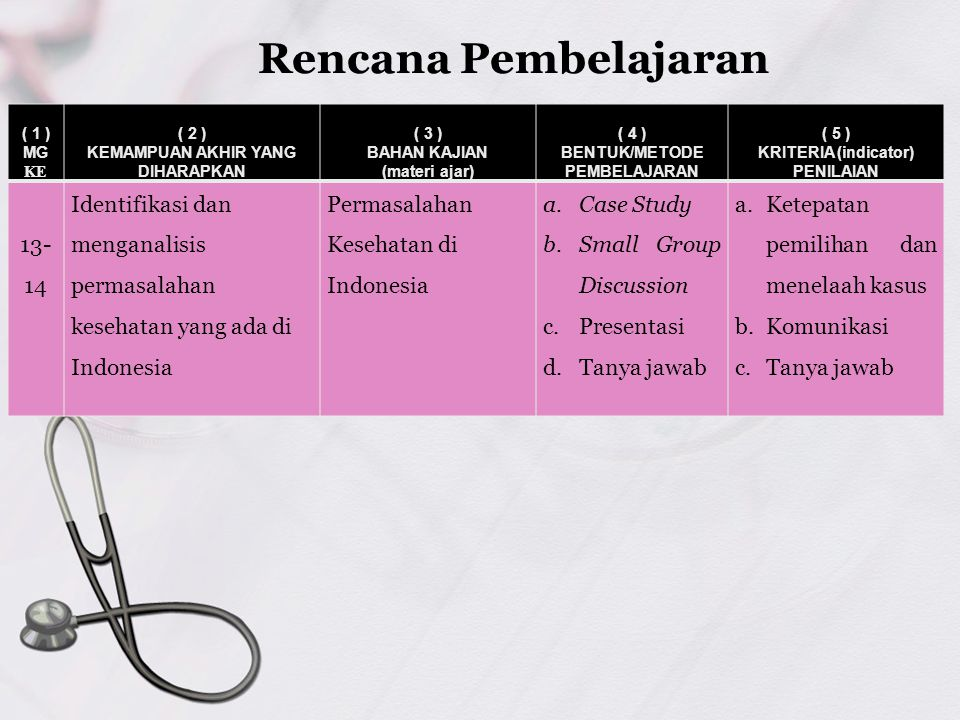 Rencana Pembelajaran
( 1 )
MG
KE
( 2 )
KEMAMPUAN AKHIR YANG
DIHARAPKAN
( 3 )
BAHAN KAJIAN
(materi ajar)
( 4 )
BENTUK/METODE
PEMBELAJARAN
( 5 )
KRITERIA (indicator)
PENILAIAN
13-
14
Identifikasi dan
menganalisis
permasalahan
kesehatan yang ada di
Indonesia
Permasalahan
Kesehatan di
Indonesia
a. Case Study
b. Small Group
Discussion
c. Presentasi
d. Tanya jawab
a. Ketepatan
pemilihan dan
menelaah kasus
b. Komunikasi
c. Tanya jawab